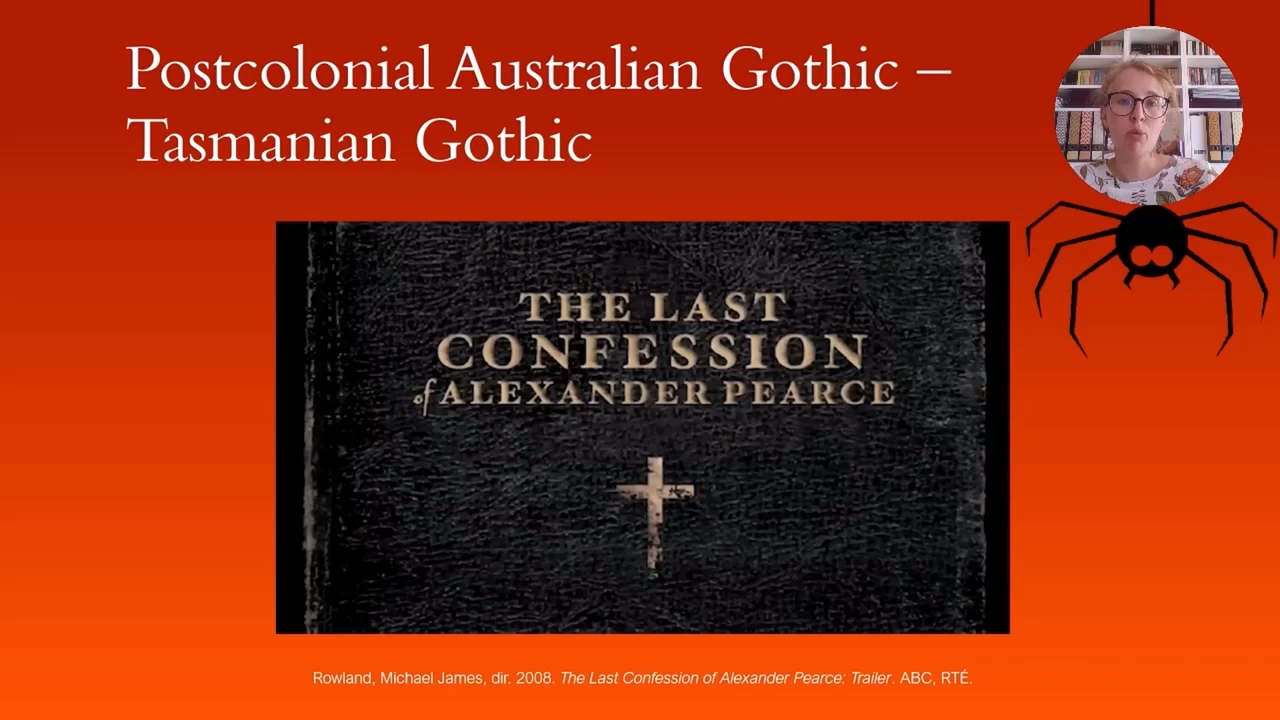 Postcolonial Australian Gothic –
Tasmanian Gothic
THE LAST
CONFESSION
of ALEXANDER PEARCE
Rowland, Michael James, dir. 2008. The Last Confession of Alexander Pearce: Trailer. ABC, RTÉ.